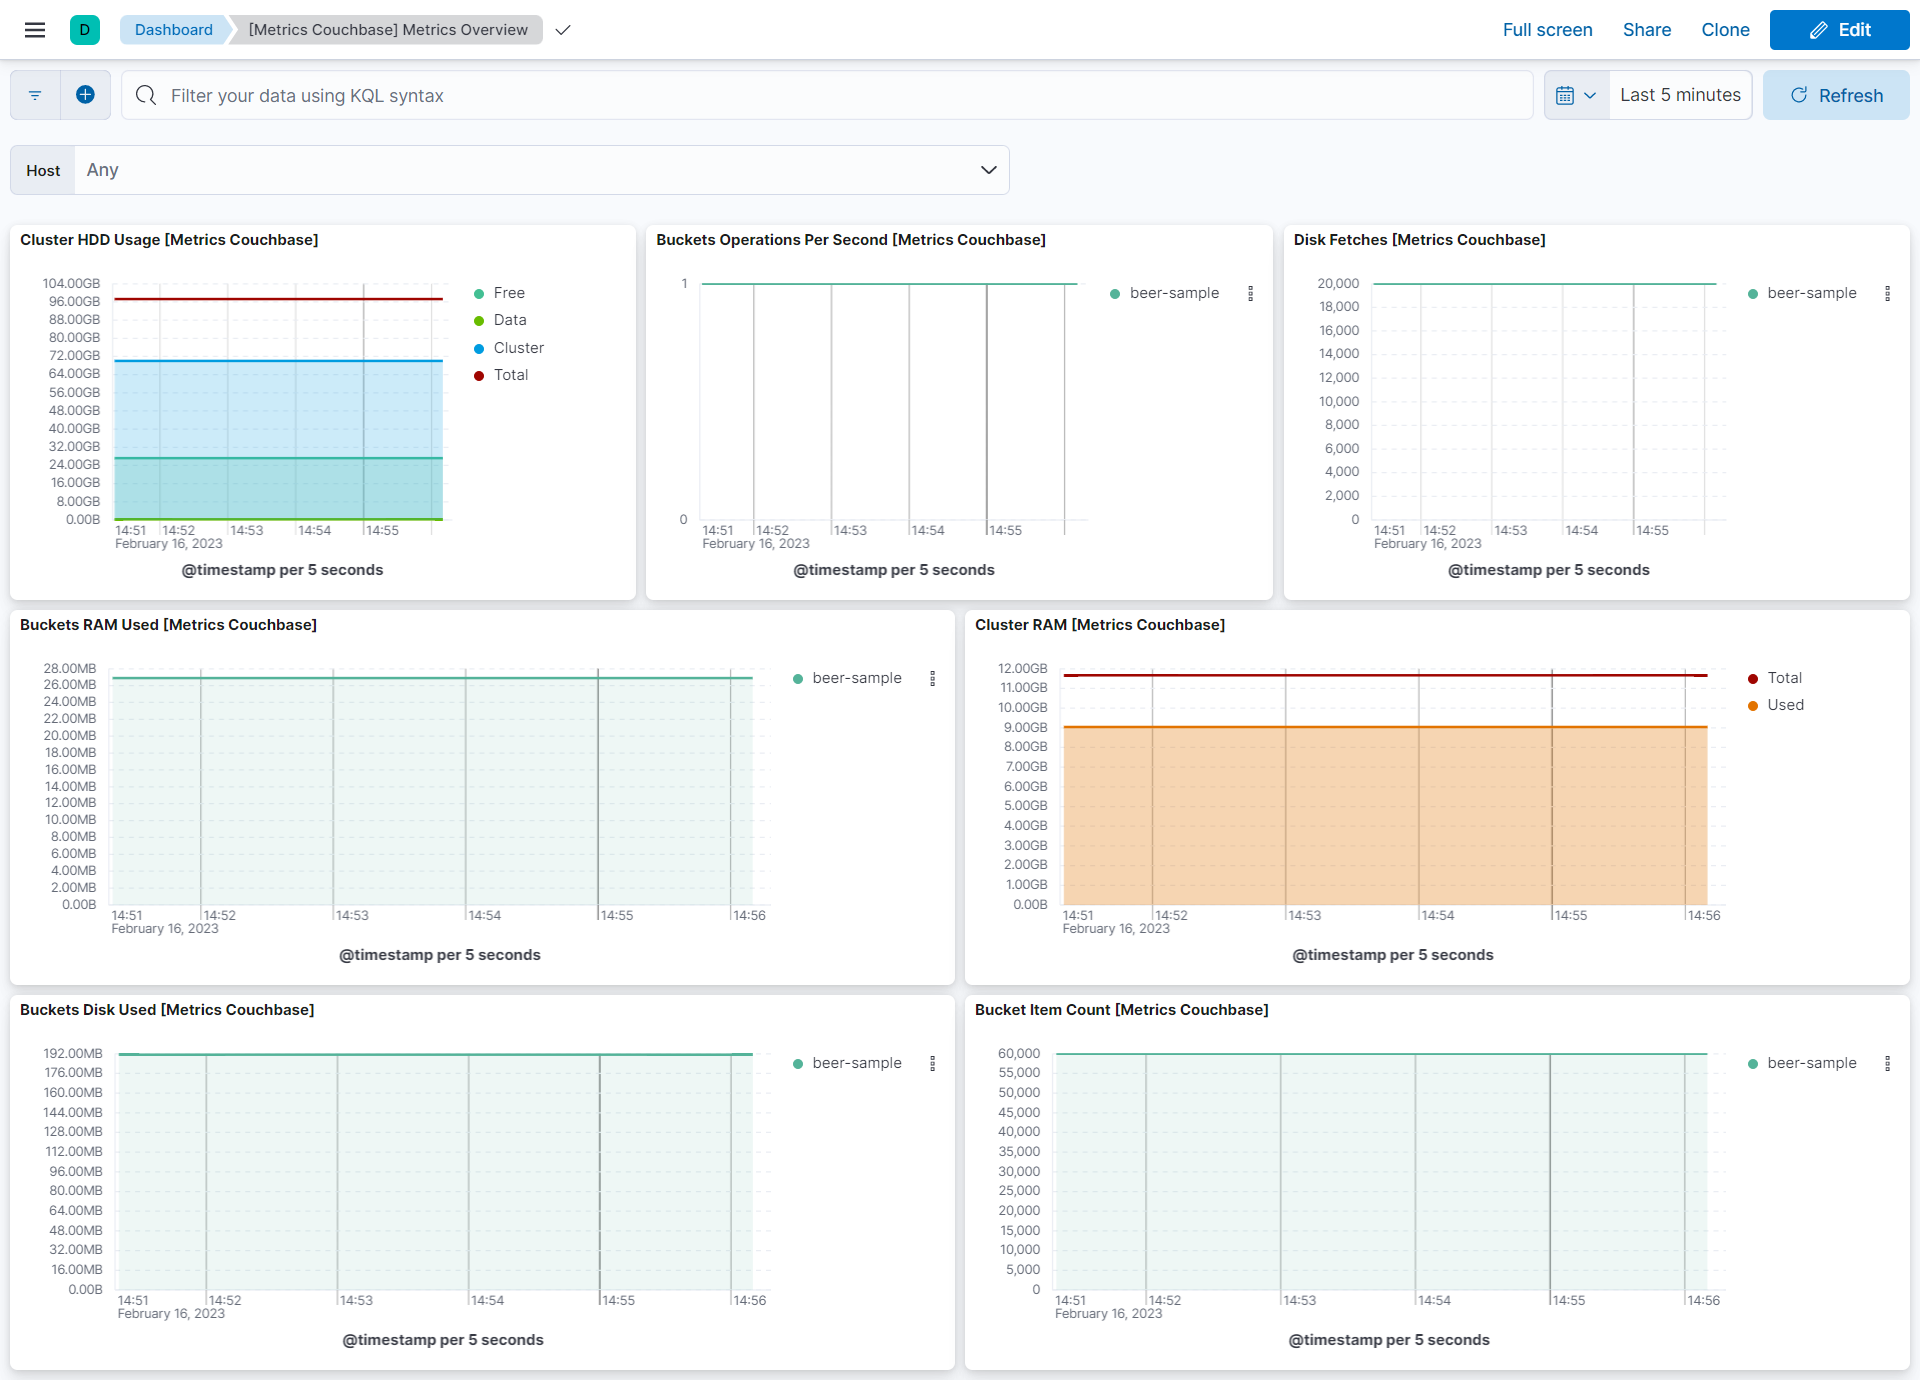 D Dashboard [Metrics Couchbase] Metrics Overview Full screen Share Clone Edit
Filter your data using KQL syntax Last 5 minutes Refresh
Host Any
Cluster HDD Usage [Metrics Couchbase]
104.00GB
96.00GB
88.00GB
80.00GB
72.00GB
64.00GB
56.00GB
48.00GB
40.00GB
32.00GB
24.00GB
16.00GB
8.00GB
0.00B
14:51 14:52 14:53 14:54 14:55
February 16, 2023
@timestamp per 5 seconds
Free
Data
Cluster
Total
Buckets Operations Per Second [Metrics Couchbase]
1
0
14:51 14:52 14:53 14:54 14:55
February 16, 2023
@timestamp per 5 seconds
beer-sample
Disk Fetches [Metrics Couchbase]
20,000
18,000
16,000
14,000
12,000
10,000
8,000
6,000
4,000
2,000
0
14:51 14:52 14:53 14:54 14:55
February 16, 2023
@timestamp per 5 seconds
beer-sample
Buckets RAM Used [Metrics Couchbase]
28.00MB
26.00MB
24.00MB
22.00MB
20.00MB
18.00MB
16.00MB
14.00MB
12.00MB
10.00MB
8.00MB
6.00MB
4.00MB
2.00MB
0.00B
14:51 14:52 14:53 14:54 14:55 14:56
February 16, 2023
@timestamp per 5 seconds
beer-sample
Cluster RAM [Metrics Couchbase]
12.00GB
11.00GB
10.00GB
9.00GB
8.00GB
7.00GB
6.00GB
5.00GB
4.00GB
3.00GB
2.00GB
1.00GB
0.00B
14:51 14:52 14:53 14:54 14:55 14:56
February 16, 2023
@timestamp per 5 seconds
Total
Used
Buckets Disk Used [Metrics Couchbase]
192.00MB
176.00MB
160.00MB
144.00MB
128.00MB
112.00MB
96.00MB
80.00MB
64.00MB
48.00MB
32.00MB
16.00MB
0.00B
14:51 14:52 14:53 14:54 14:55 14:56
February 16, 2023
@timestamp per 5 seconds
beer-sample
Bucket Item Count [Metrics Couchbase]
60,000
55,000
50,000
45,000
40,000
35,000
30,000
25,000
20,000
15,000
10,000
5,000
0
14:51 14:52 14:53 14:54 14:55 14:56
February 16, 2023
@timestamp per 5 seconds
beer-sample